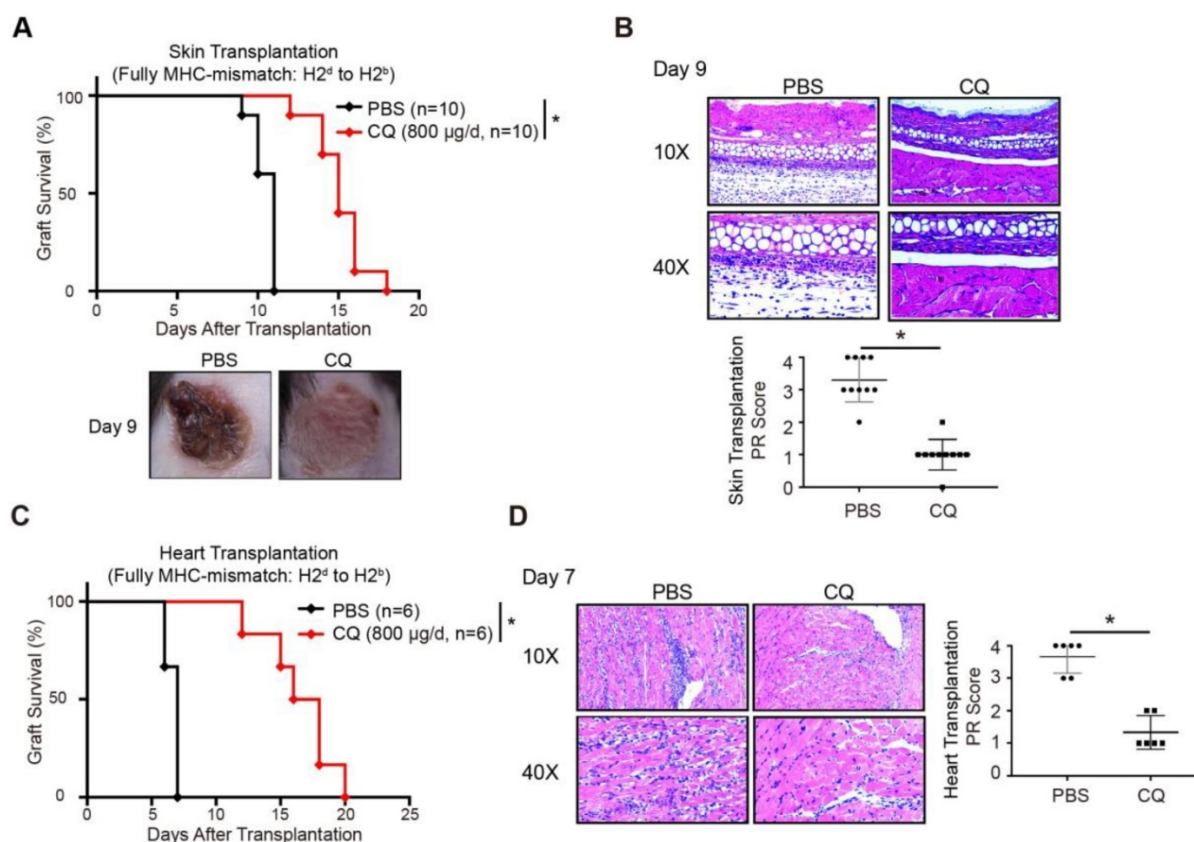 A
Skin Transplantation
(Fully MHC-mismatch: H2ᵈ to H2ᵇ)
100
50
0
Graft Survival (%)
PBS (n=10)
CQ (800 µg/d, n=10)
*
0 5 10 15 20
Days After Transplantation
PBS CQ
Day 9
B
Day 9
PBS CQ
10X
40X
*
4
3
2
1
0
Skin Transplantation
PR Score
PBS CQ
C
Heart Transplantation
(Fully MHC-mismatch: H2ᵈ to H2ᵇ)
100
50
0
Graft Survival (%)
PBS (n=6)
CQ (800 µg/d, n=6)
*
0 5 10 15 20 25
Days After Transplantation
D
Day 7
PBS CQ
10X
40X
*
4
3
2
1
0
Heart Transplantation
PR Score
PBS CQ